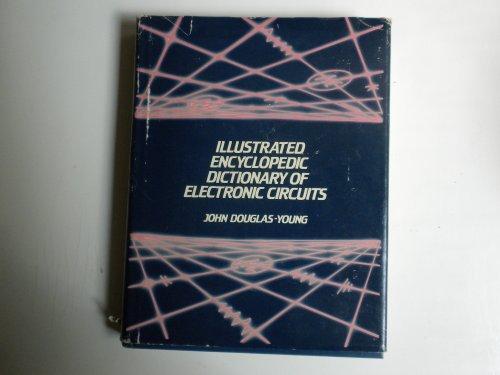 ILLUSTRATED
ENCYCLOPEDIC
DICTIONARY OF
ELECTRONIC CIRCUITS
JOHN DOUGLAS-YOUNG